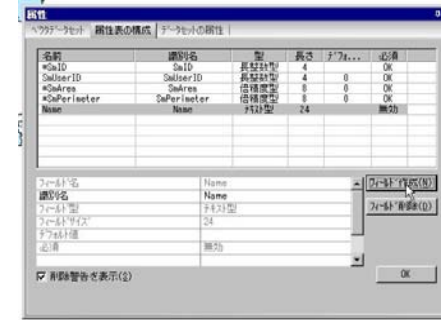 属性
ベクタデータセット 属性表の構成 データセットの属性
名前 識別名 型 長さ デフォ... 必須
*SmID SmID 長整数型 4 OK
SmUserID SmUserID 長整数型 4 0 OK
*SmArea SmArea 倍精度型 8 0 OK
*SmPerimeter SmPerimeter 倍精度型 8 0 OK
Name Name テキスト型 24 無効
フィールド名 Name
識別名 Name
フィールド型 テキスト型
フィールドサイズ 24
デフォルト値
必須 無効
フィールド作成(N)
フィールド削除(D)
削除警告を表示(S)
OK